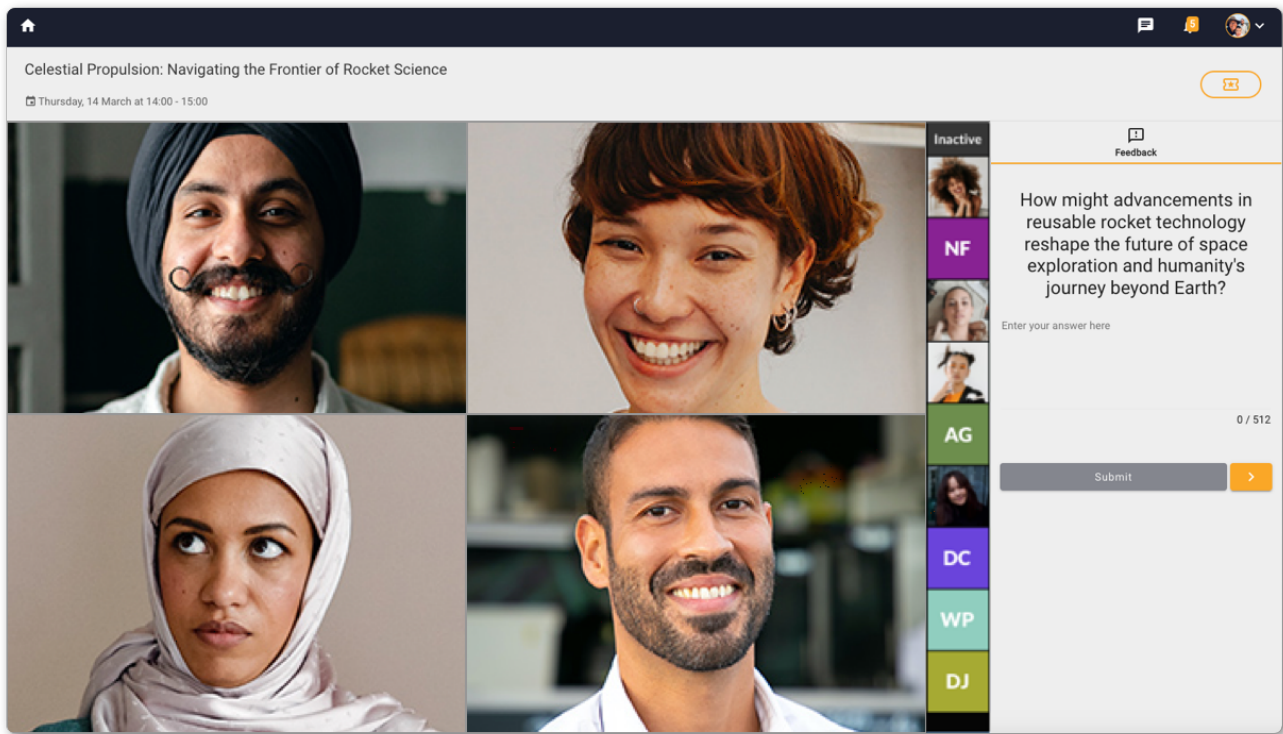 5
Celestial Propulsion: Navigating the Frontier of Rocket Science
Thursday, 14 March at 14:00 - 15:00
Inactive
NF
AG
DC
WP
DJ
Feedback
How might advancements in
reusable rocket technology
reshape the future of space
exploration and humanity's
journey beyond Earth?
Enter your answer here
0 / 512
Submit